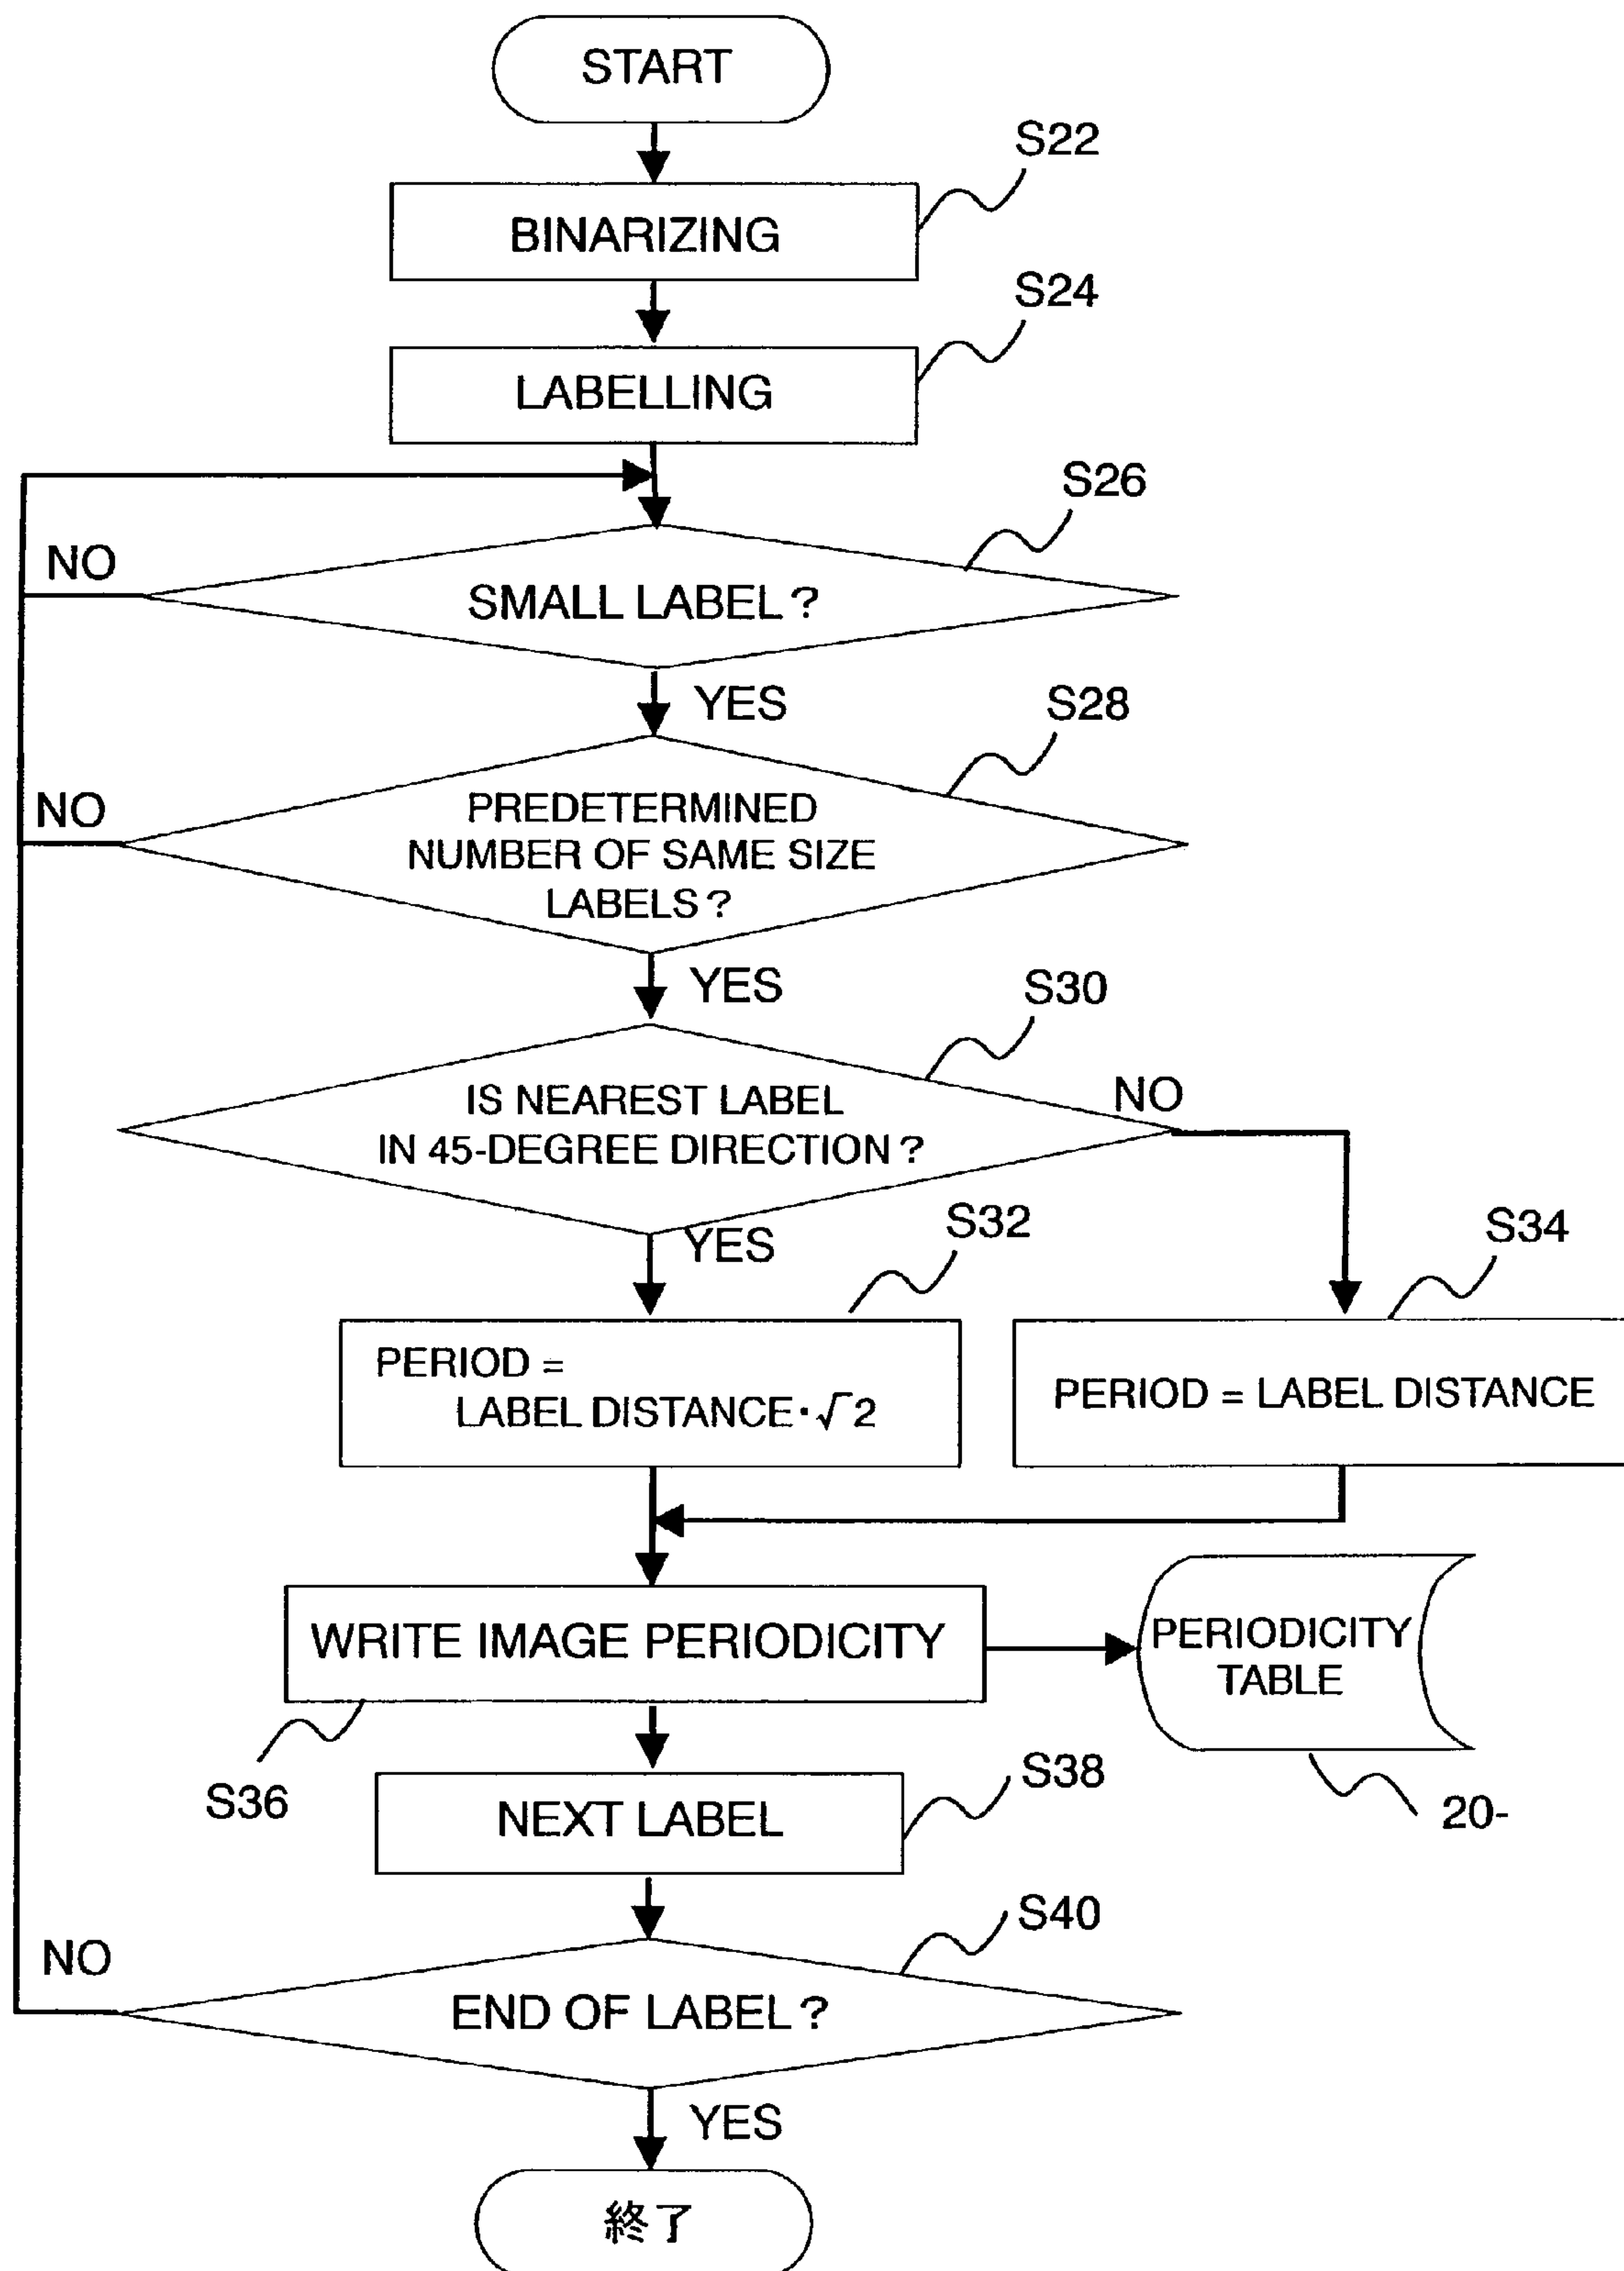 START
S22
BINARIZING
S24
LABELLING
S26
NO
SMALL LABEL?
YES
S28
NO
PREDETERMINED
NUMBER OF SAME SIZE
LABELS?
YES
S30
NO
IS NEAREST LABEL
IN 45-DEGREE DIRECTION?
YES
S32
S34
PERIOD =
LABEL DISTANCE・√2
PERIOD = LABEL DISTANCE
WRITE IMAGE PERIODICITY
PERIODICITY
TABLE
S36
S38
NEXT LABEL
20-
S40
NO
END OF LABEL?
YES
終了